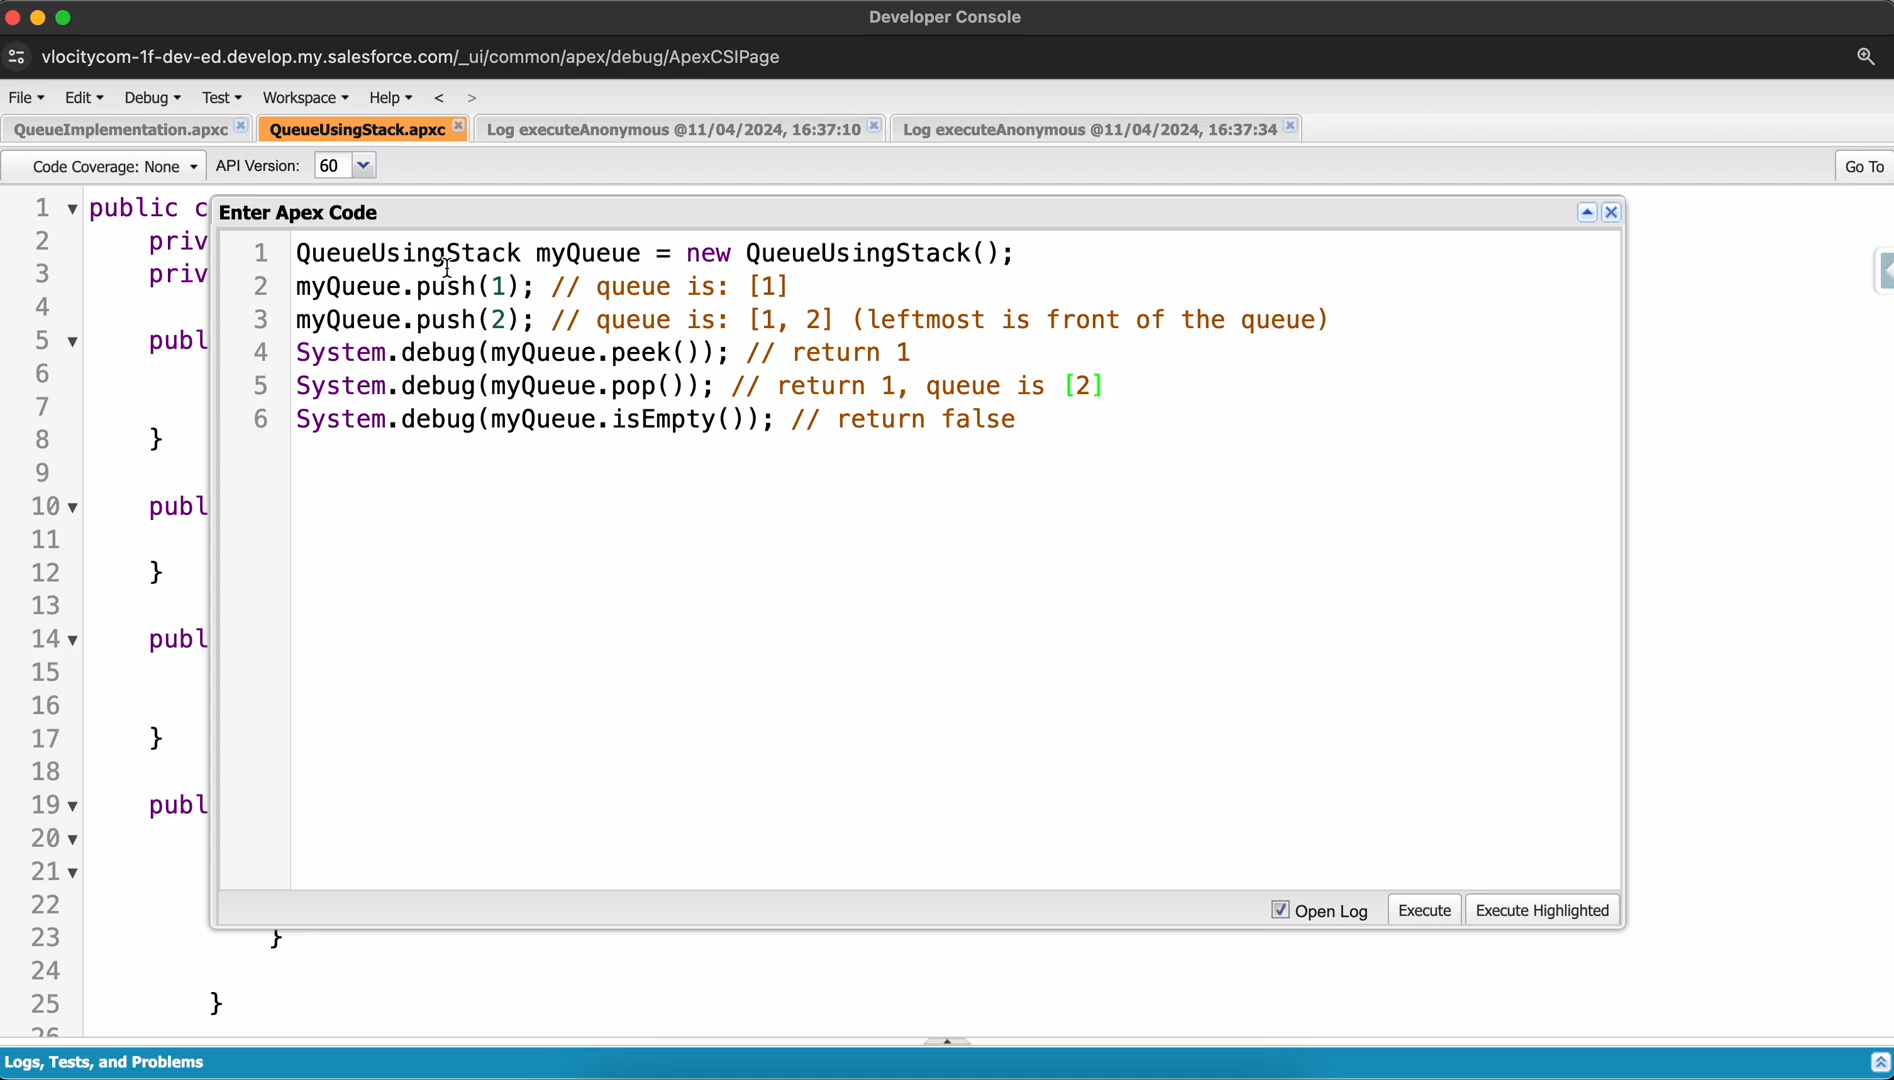 Developer Console
vlocitycom-1f-dev-ed.develop.my.salesforce.com/_ui/common/apex/debug/ApexCSIPage
File Edit Debug Test Workspace Help < >
QueueImplementation.apxc QueueUsingStack.apxc Log executeAnonymous @11/04/2024, 16:37:10 Log executeAnonymous @11/04/2024, 16:37:34
Code Coverage: None API Version: 60 Go To
1 public c
2 priv
3 priv
4
5 publ
6
7
8 }
9
10 publ
11
12 }
13
14 publ
15
16
17 }
18
19 publ
20
21
22
23 }
24
25 }
26
Enter Apex Code
1 QueueUsingStack myQueue = new QueueUsingStack();
2 myQueue.push(1); // queue is: [1]
3 myQueue.push(2); // queue is: [1, 2] (leftmost is front of the queue)
4 System.debug(myQueue.peek()); // return 1
5 System.debug(myQueue.pop()); // return 1, queue is [2]
6 System.debug(myQueue.isEmpty()); // return false
Open Log Execute Execute Highlighted
Logs, Tests, and Problems